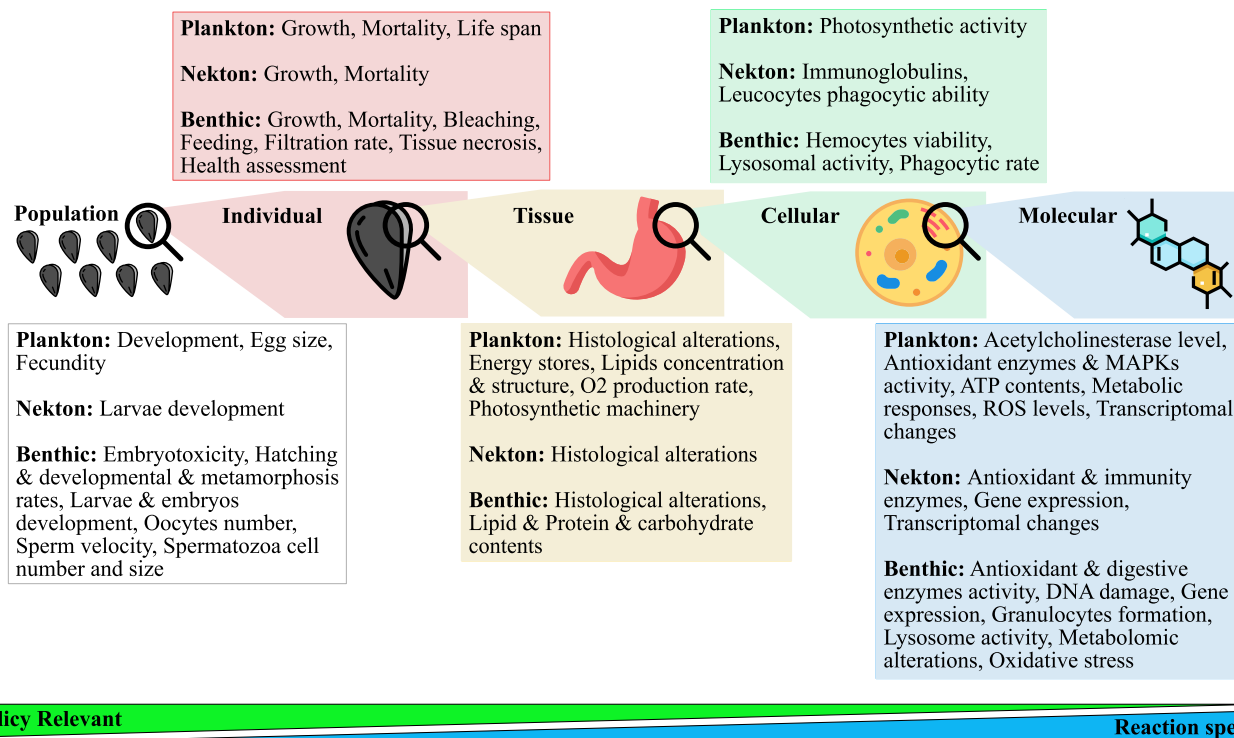 Plankton: Growth, Mortality, Life span
Nekton: Growth, Mortality
Benthic: Growth, Mortality, Bleaching,
Feeding, Filtration rate, Tissue necrosis,
Health assessment
Plankton: Photosynthetic activity
Nekton: Immunoglobulins,
Leucocytes phagocytic ability
Benthic: Hemocytes viability,
Lysosomal activity, Phagocytic rate
Population
Individual
Tissue
Cellular
Molecular
Plankton: Development, Egg size,
Fecundity
Nekton: Larvae development
Benthic: Embryotoxicity, Hatching
& developmental & metamorphosis
rates, Larvae & embryos
development, Oocytes number,
Sperm velocity, Spermatozoa cell
number and size
Plankton: Histological alterations,
Energy stores, Lipids concentration
& structure, O2 production rate,
Photosynthetic machinery
Nekton: Histological alterations
Benthic: Histological alterations,
Lipid & Protein & carbohydrate
contents
Plankton: Acetylcholinesterase level,
Antioxidant enzymes & MAPKs
activity, ATP contents, Metabolic
responses, ROS levels, Transcriptomal
changes
Nekton: Antioxidant & immunity
enzymes, Gene expression,
Transcriptomal changes
Benthic: Antioxidant & digestive
enzymes activity, DNA damage, Gene
expression, Granulocytes formation,
Lysosome activity, Metabolomic
alterations, Oxidative stress
licy Relevant
Reaction spe